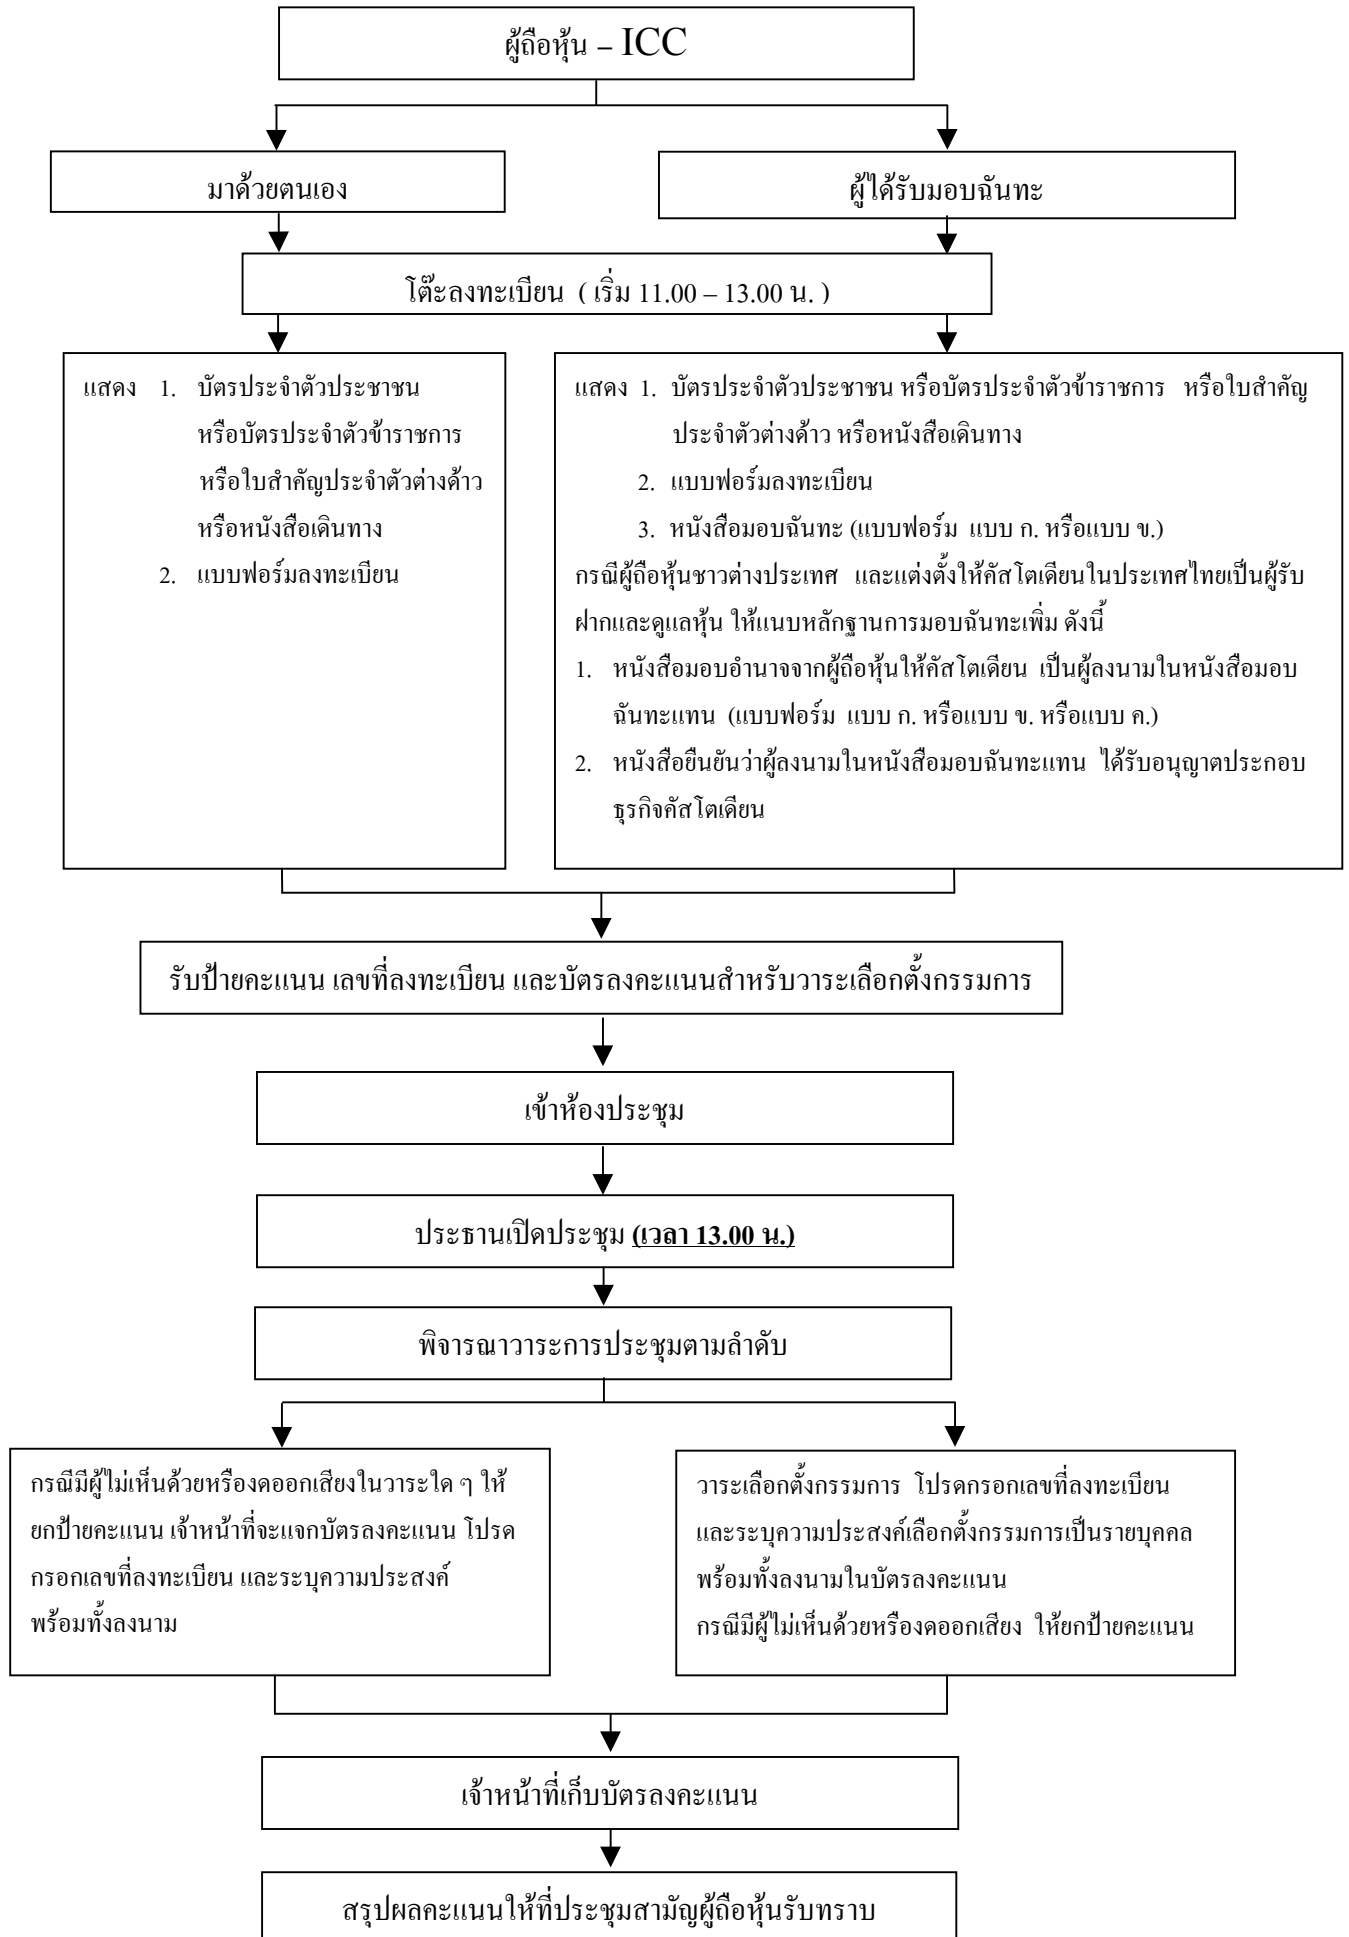 ผู้ถือหุ้น – ICC
มาด้วยตนเอง
ผู้ได้รับมอบฉันทะ
โต๊ะลงทะเบียน ( เริ่ม 11.00 – 13.00 น. )
แสดง 1. บัตรประจำตัวประชาชน
หรือบัตรประจำตัวข้าราชการ
หรือใบสำคัญประจำตัวต่างด้าว
หรือหนังสือเดินทาง
2. แบบฟอร์มลงทะเบียน
แสดง 1. บัตรประจำตัวประชาชน หรือบัตรประจำตัวข้าราชการ หรือใบสำคัญ
ประจำตัวต่างด้าว หรือหนังสือเดินทาง
2. แบบฟอร์มลงทะเบียน
3. หนังสือมอบฉันทะ (แบบฟอร์ม แบบ ก. หรือแบบ ข.)
กรณีผู้ถือหุ้นชาวต่างประเทศ และแต่งตั้งให้คัสโตเดียนในประเทศไทยเป็นผู้รับ
ฝากและดูแลหุ้น ให้แนบหลักฐานการมอบฉันทะเพิ่ม ดังนี้
1. หนังสือมอบอำนาจจากผู้ถือหุ้นให้คัสโตเดียน เป็นผู้ลงนามในหนังสือมอบ
ฉันทะแทน (แบบฟอร์ม แบบ ก. หรือแบบ ข. หรือแบบ ค.)
2. หนังสือยืนยันว่าผู้ลงนามในหนังสือมอบฉันทะแทน ได้รับอนุญาตประกอบ
ธุรกิจคัสโตเดียน
รับป้ายคะแนน เลขที่ลงทะเบียน และบัตรลงคะแนนสำหรับวาระเลือกตั้งกรรมการ
เข้าห้องประชุม
ประธานเปิดประชุม (เวลา 13.00 น.)
พิจารณาวาระการประชุมตามลำดับ
กรณีมีผู้ไม่เห็นด้วยหรืองดออกเสียงในวาระใด ๆ ให้
ยกป้ายคะแนน เจ้าหน้าที่จะแจกบัตรลงคะแนน โปรด
กรอกเลขที่ลงทะเบียน และระบุความประสงค์
พร้อมทั้งลงนาม
วาระเลือกตั้งกรรมการ โปรดกรอกเลขที่ลงทะเบียน
และระบุความประสงค์เลือกตั้งกรรมการเป็นรายบุคคล
พร้อมทั้งลงนามในบัตรลงคะแนน
กรณีมีผู้ไม่เห็นด้วยหรืองดออกเสียง ให้ยกป้ายคะแนน
เจ้าหน้าที่เก็บบัตรลงคะแนน
สรุปผลคะแนนให้ที่ประชุมสามัญผู้ถือหุ้นรับทราบ